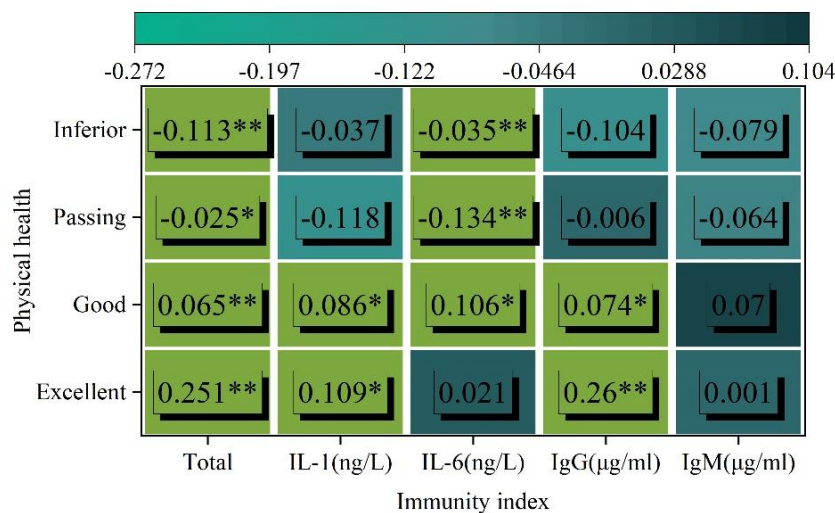 -0.272 -0.197 -0.122 -0.0464 0.0288 0.104
Inferior -0.113** -0.037 -0.035** -0.104 -0.079
Passing -0.025* -0.118 -0.134** -0.006 -0.064
Good 0.065** 0.086* 0.106* 0.074* 0.07
Excellent 0.251** 0.109* 0.021 0.26** 0.001
Physical health
Total IL-1(ng/L) IL-6(ng/L) IgG(μg/ml) IgM(μg/ml)
Immunity index